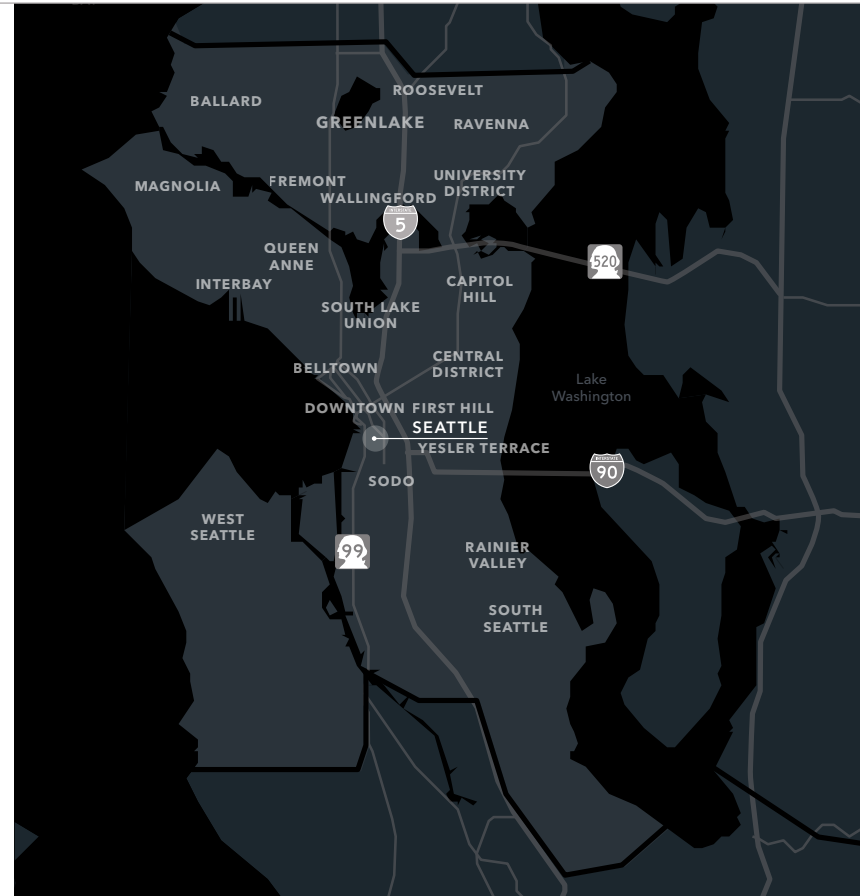 ROOSEVELT
BALLARD
GREENLAKE
RAVENNA
UNIVERSITY
DISTRICT
MAGNOLIA
FREMONT
WALLINGFORD
5
QUEEN
ANNE
520
INTERBAY
CAPITOL
HILL
SOUTH LAKE
UNION
CENTRAL
DISTRICT
BELLTOWN
Lake
Washington
DOWNTOWN
FIRST HILL
SEATTLE
YESLER TERRACE
INTERSTATE
90
SODO
WEST
SEATTLE
99
RAINIER
VALLEY
SOUTH
SEATTLE